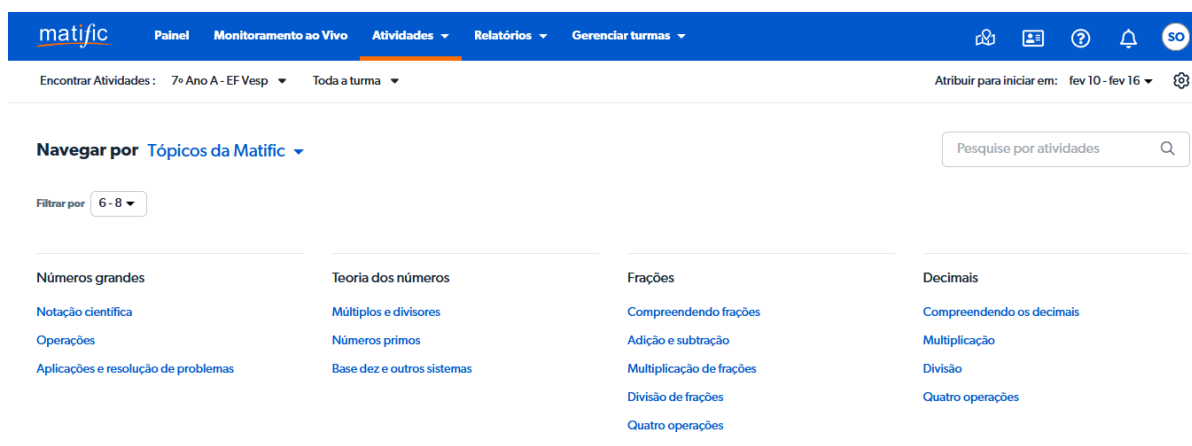 matific Painel Monitoramento ao Vivo Atividades Relatórios Gerenciar turmas SO
Encontrar Atividades : 7º Ano A - EF Vesp Toda a turma Atribuir para iniciar em: fev 10 - fev 16
Navegar por Tópicos da Matific Pesquise por atividades
Filtrar por 6 - 8
Números grandes
Notação científica
Operações
Aplicações e resolução de problemas
Teoria dos números
Múltiplos e divisores
Números primos
Base dez e outros sistemas
Frações
Compreendendo frações
Adição e subtração
Multiplicação de frações
Divisão de frações
Quatro operações
Decimais
Compreendendo os decimais
Multiplicação
Divisão
Quatro operações